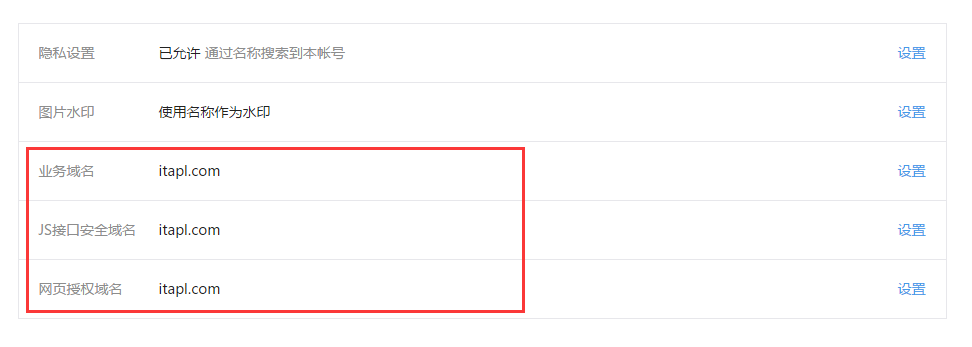 隐私设置 已允许 通过名称搜索到本帐号 设置
图片水印 使用名称作为水印 设置
业务域名 itapl.com 设置
JS接口安全域名 itapl.com 设置
网页授权域名 itapl.com 设置